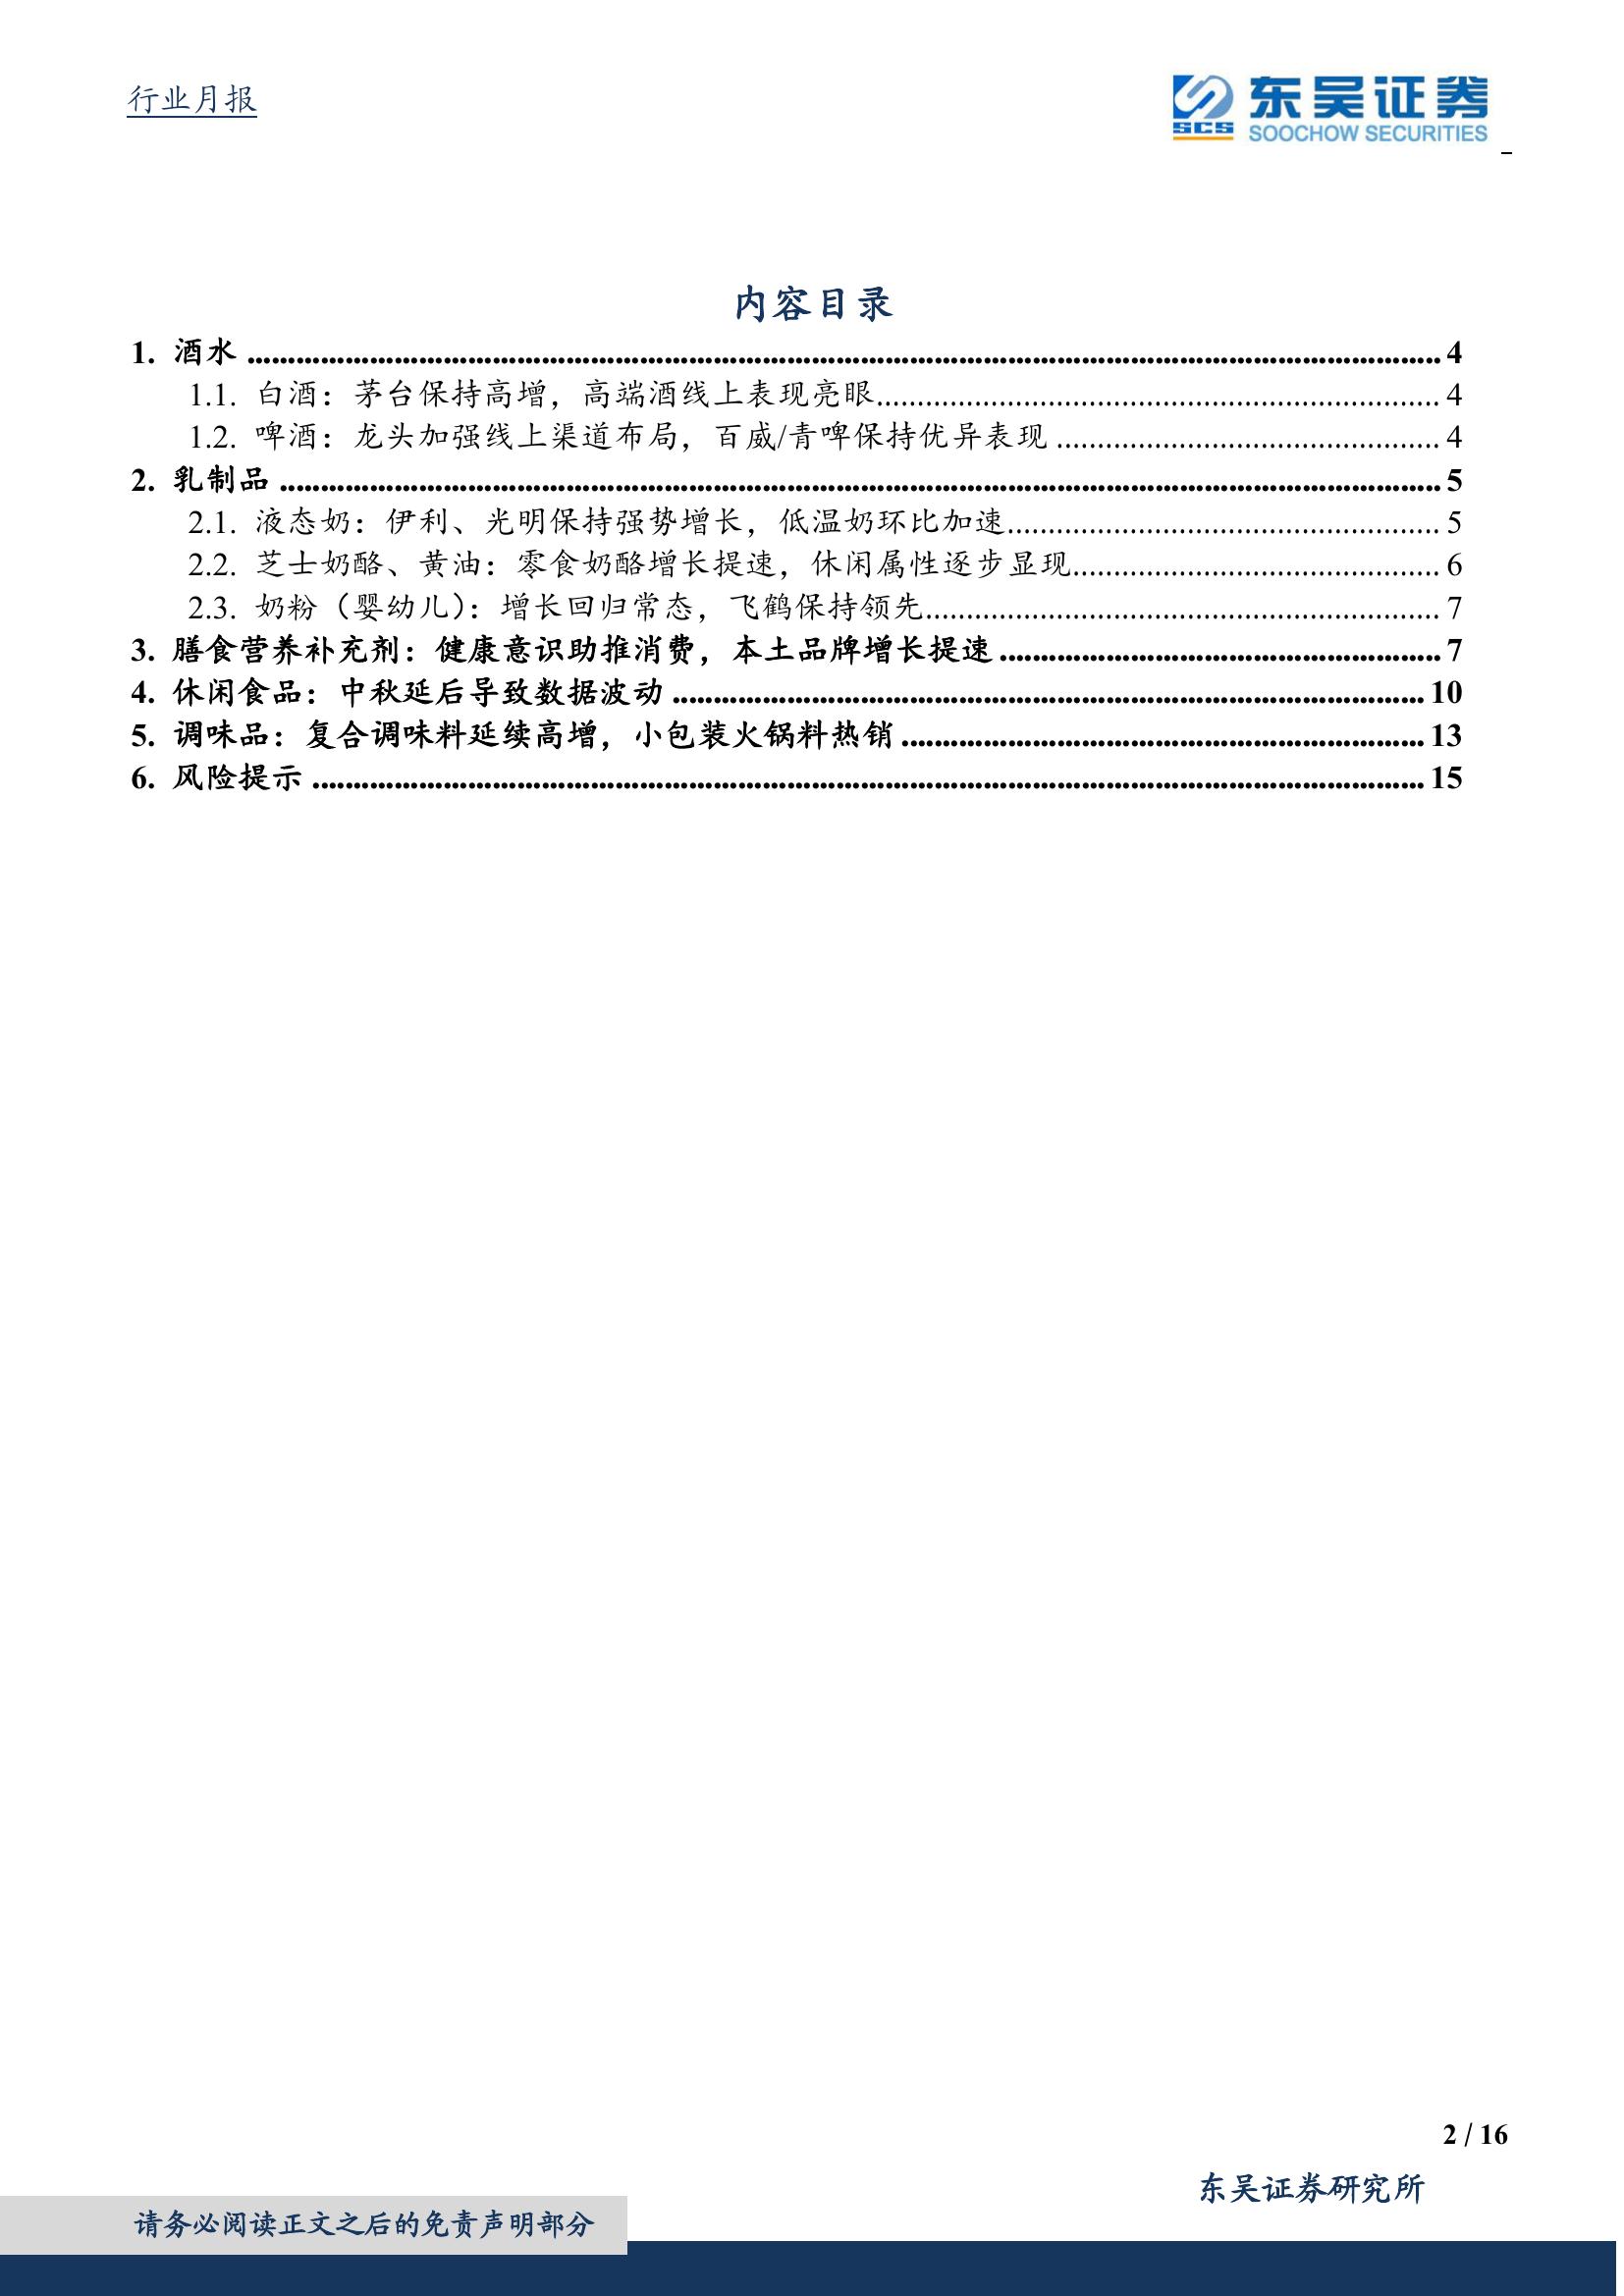 行业月报
东吴证券
SCS
SOOCHOW SECURITIES
内容目录
1. 酒水 ........ 4
1.1. 白酒：茅台保持高增，高端酒线上表现亮眼........ 4
1.2. 啤酒：龙头加强线上渠道布局，百威/青啤保持优异表现 ........ 4
2. 乳制品 ........ 5
2.1. 液态奶：伊利、光明保持强势增长，低温奶环比加速........ 5
2.2. 芝士奶酪、黄油：零食奶酪增长提速，休闲属性逐步显现........ 6
2.3. 奶粉（婴幼儿）：增长回归常态，飞鹤保持领先........ 7
3. 膳食营养补充剂：健康意识助推消费，本土品牌增长提速 ........ 7
4. 休闲食品：中秋延后导致数据波动 ........ 10
5. 调味品：复合调味料延续高增，小包装火锅料热销 ........ 13
6. 风险提示 ........ 15
2 / 16
东吴证券研究所
请务必阅读正文之后的免责声明部分